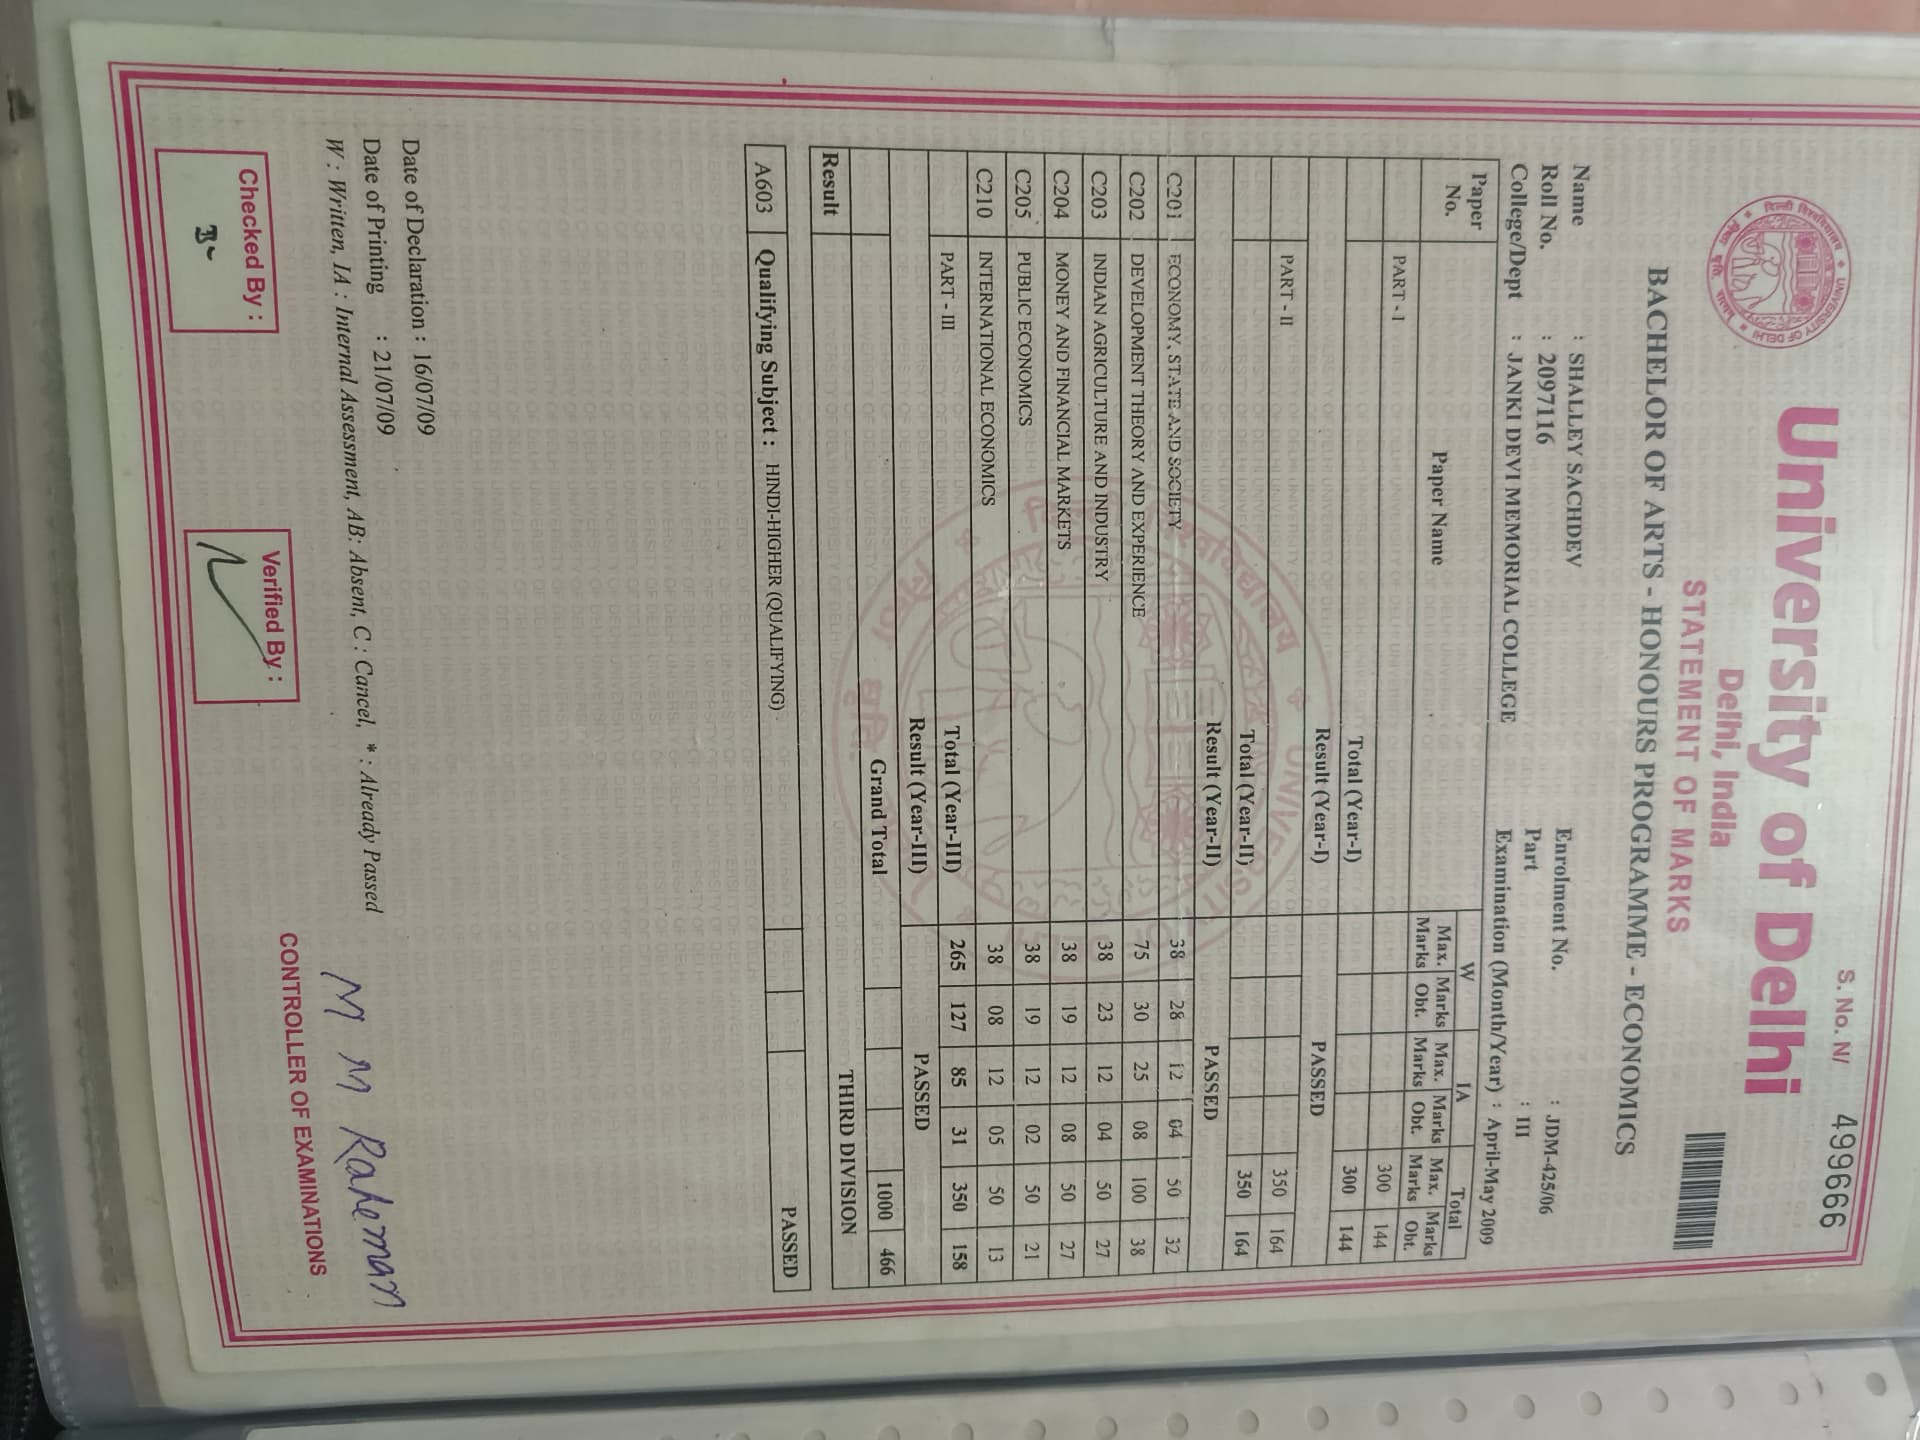 S. No. N/ 499666
University of Delhi
Delhi, India
STATEMENT OF MARKS
BACHELOR OF ARTS - HONOURS PROGRAMME - ECONOMICS
Name : SHALLEY SACHDEV Enrolment No. : JDM-425/06
Roll No. : 2097116 Part : III
College/Dept : JANKI DEVI MEMORIAL COLLEGE Examination (Month/Year) : April-May 2009
Paper No. Paper Name W IA Total
Max. Marks Marks Obt. Max. Marks Marks Obt. Max. Marks Marks Obt.
PART - I 300 144
Total (Year-I) 300 144
Result (Year-I) PASSED
PART - II 350 164
Total (Year-II) 350 164
Result (Year-II) PASSED
C201 ECONOMY, STATE AND SOCIETY 38 28 12 04 50 32
C202 DEVELOPMENT THEORY AND EXPERIENCE 75 30 25 08 100 38
C203 INDIAN AGRICULTURE AND INDUSTRY 38 23 12 04 50 27
C204 MONEY AND FINANCIAL MARKETS 38 19 12 08 50 27
C205 PUBLIC ECONOMICS 38 19 12 02 50 21
C210 INTERNATIONAL ECONOMICS 38 08 12 05 50 13
PART - III Total (Year-III) 265 127 85 31 350 158
Result (Year-III) PASSED
Grand Total 1000 466
Result THIRD DIVISION
A603 Qualifying Subject : HINDI-HIGHER (QUALIFYING) PASSED
Date of Declaration : 16/07/09
Date of Printing : 21/07/09
W : Written, IA : Internal Assessment, AB: Absent, C : Cancel, * : Already Passed
M M Raheman
Checked By : Verified By : CONTROLLER OF EXAMINATIONS